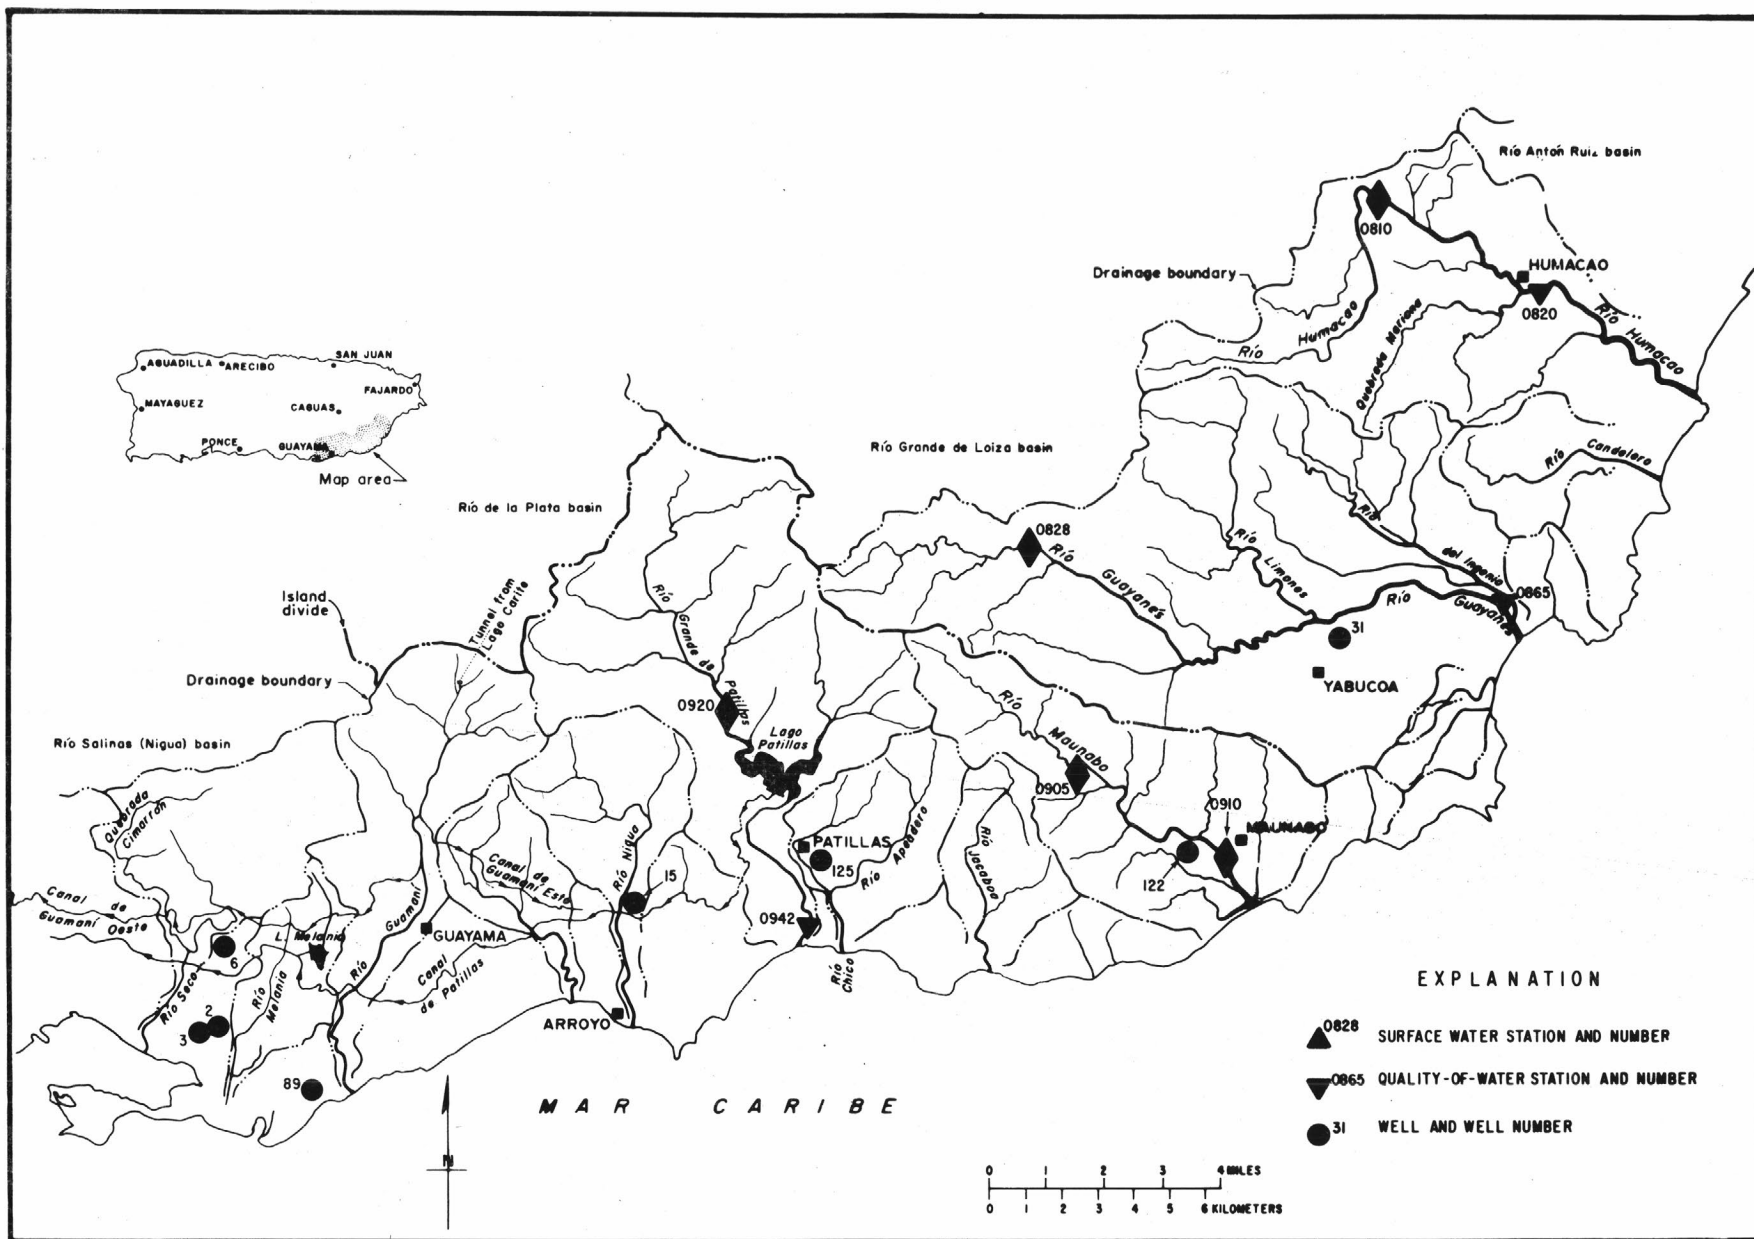 Río Antón Ruiz basin
0810
HUMACAO
Drainage boundary
0820
Río Humacao
Río Humacao
Quebrada Mariana
SAN JUAN
AGUADILLA
ARECIBO
FAJARDO
MAYAGUEZ
CAGUAS
PONCE
GUAYAMA
Map area
Río Grande de Loiza basin
Río Candelero
Río de la Plata basin
0828
Río Guayanés
Río Limones
Río del Ingenio
0865
Río Guayanés
31
YABUCOA
Island
divide
Tunnel from
Lago Carite
Río Grande de Patillas
Drainage boundary
0920
Lago
Patillas
Río Maunabo
0905
0910
MAUNABO
122
Río Salinas (Nigua) basin
Quebrada
Cimarrón
Canal de
Guamaní Este
Río Nigua
15
PATILLAS
125
Río Apeadero
Río Jacaboa
0942
Río
Chico
Canal de
Guamaní Oeste
L. Melania
Río Guamaní
GUAYAMA
Canal
de Patillas
6
Río Seco
Río
Melania
2
3
89
ARROYO
MAR CARIBE
N
EXPLANATION
0828 SURFACE WATER STATION AND NUMBER
0865 QUALITY-OF-WATER STATION AND NUMBER
31 WELL AND WELL NUMBER
0 1 2 3 4 MILES
0 1 2 3 4 5 6 KILOMETERS